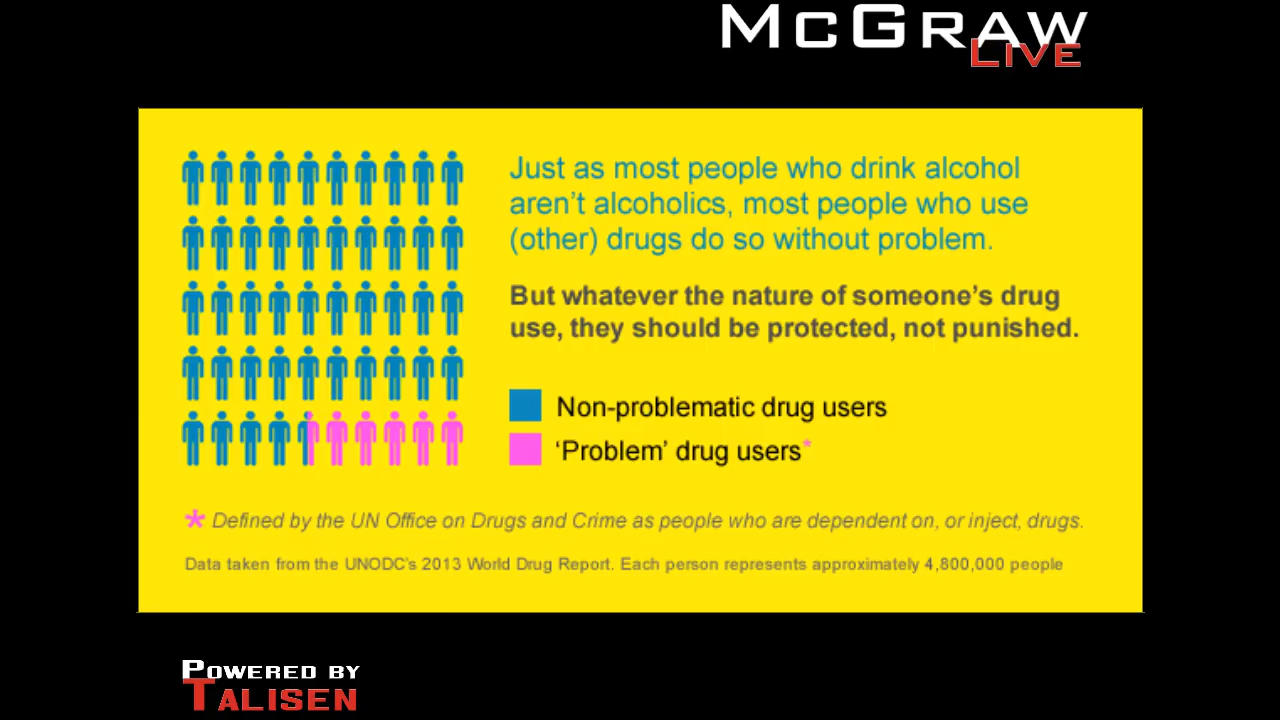 McGraw
Live
Just as most people who drink alcohol
aren't alcoholics, most people who use
(other) drugs do so without problem.
But whatever the nature of someone's drug
use, they should be protected, not punished.
Non-problematic drug users
'Problem' drug users*
* Defined by the UN Office on Drugs and Crime as people who are dependent on, or inject, drugs.
Data taken from the UNODC's 2013 World Drug Report. Each person represents approximately 4,800,000 people
Powered by
Talisen